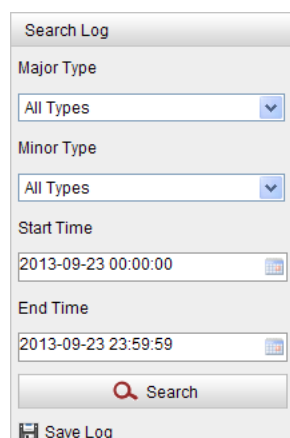 Search Log
Major Type
All Types
Minor Type
All Types
Start Time
2013-09-23 00:00:00
End Time
2013-09-23 23:59:59
Search
Save Log